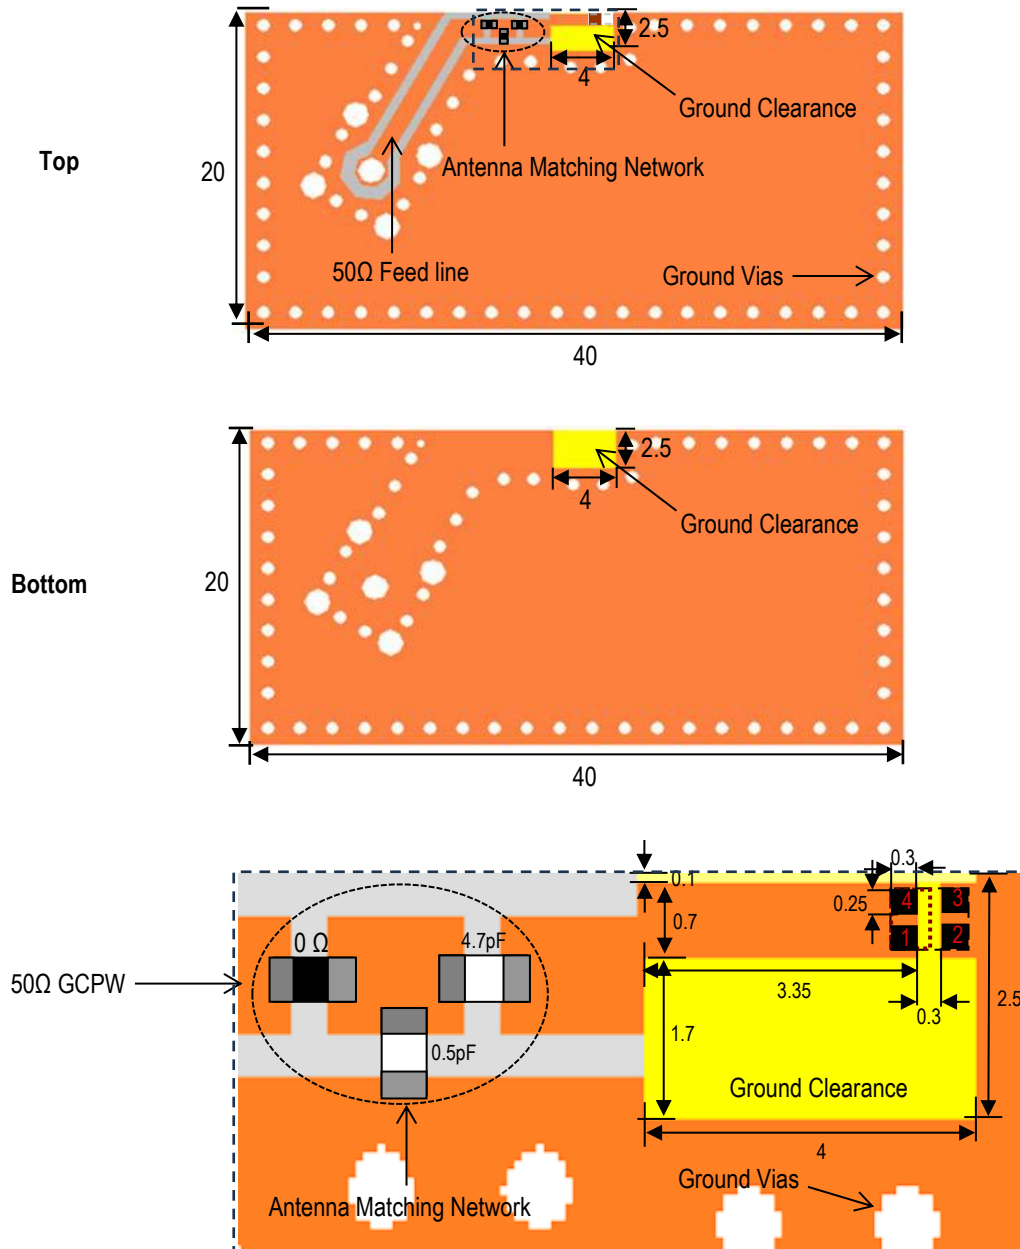 2.5
4
Ground Clearance
Top
20
Antenna Matching Network
50Ω Feed line
Ground Vias
40
2.5
4
Ground Clearance
Bottom
20
40
0.3
0.1
4 3
0.25
0.7
1 2
0 Ω
4.7pF
50Ω GCPW
3.35
0.3
2.5
1.7
0.5pF
Ground Clearance
4
Ground Vias
Antenna Matching Network